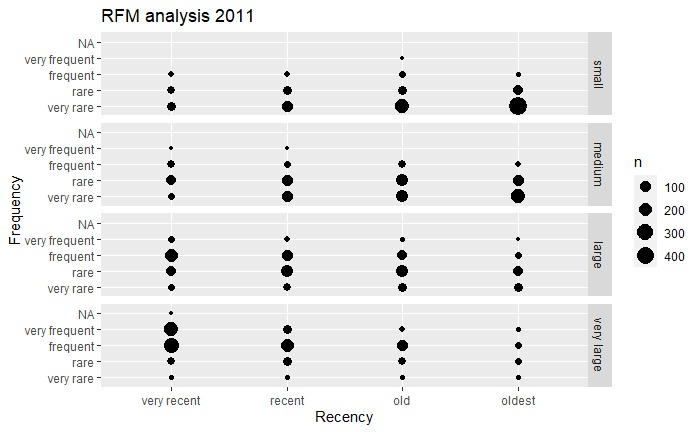 RFM analysis 2011
Frequency
NA
very frequent
frequent
rare
very rare
small
NA
very frequent
frequent
rare
very rare
medium
NA
very frequent
frequent
rare
very rare
large
NA
very frequent
frequent
rare
very rare
very large
very recent recent old oldest
Recency
n
100
200
300
400